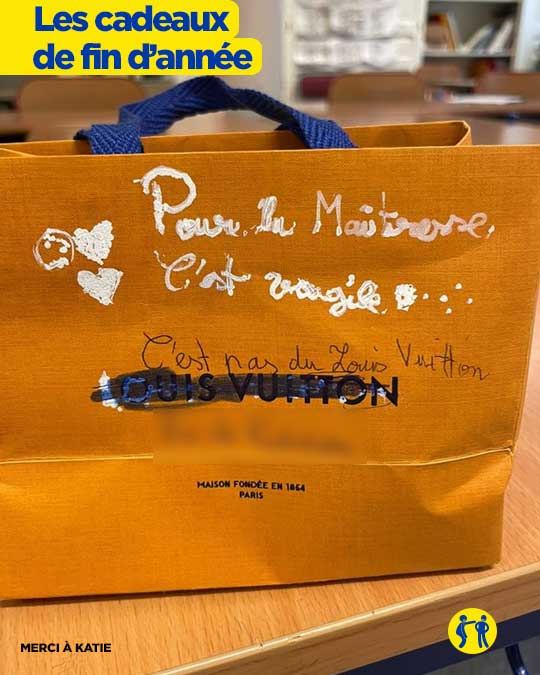 Les cadeaux
de fin d'année
Pour la Maîtresse.
C'est vragile
C'est pas du Louis Vuitton
LOUIS VUITTON
MAISON FONDÉE EN 1854
PARIS
MERCI À KATIE